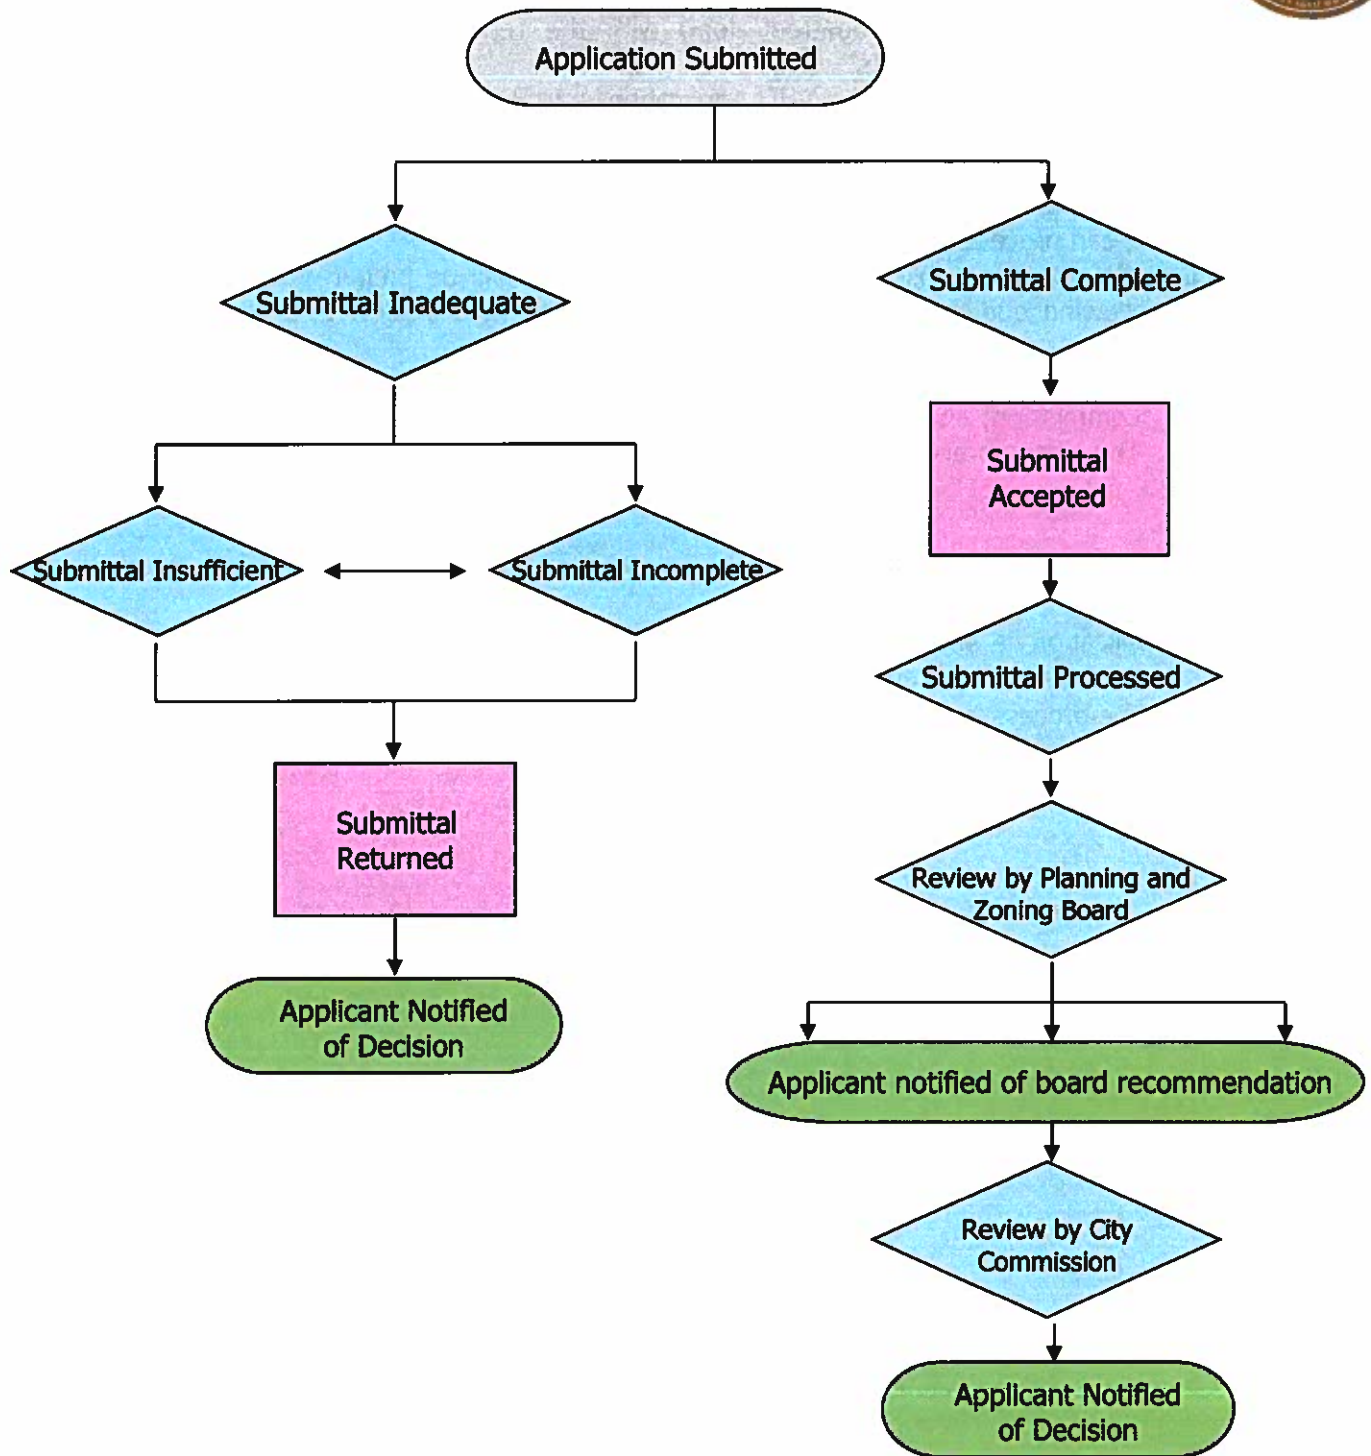 Application Submitted
Submittal Inadequate
Submittal Complete
Submittal
Accepted
Submittal Insufficient
Submittal Incomplete
Submittal Processed
Submittal
Returned
Review by Planning and
Zoning Board
Applicant Notified
of Decision
Applicant notified of board recommendation
Review by City
Commission
Applicant Notified
of Decision